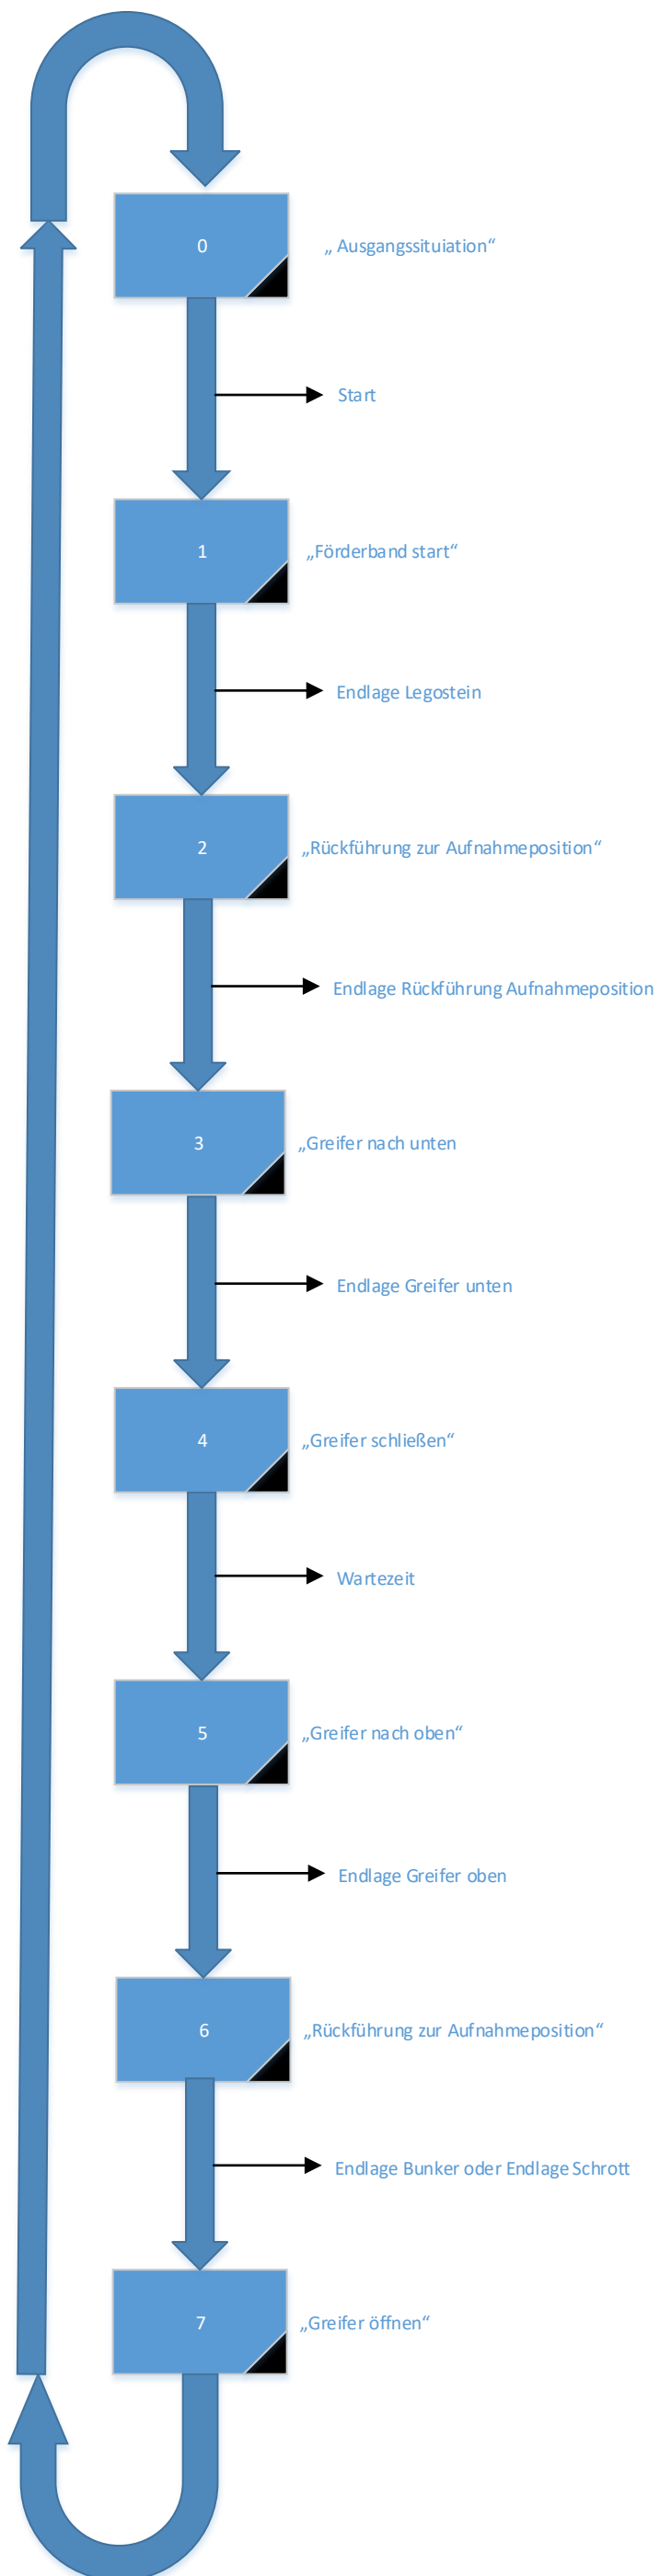 0
„ Ausgangssituiation“
Start
1
„Förderband start“
Endlage Legostein
2
„Rückführung zur Aufnahmeposition“
Endlage Rückführung Aufnahmeposition
3
„Greifer nach unten
Endlage Greifer unten
4
„Greifer schließen“
Wartezeit
5
„Greifer nach oben“
Endlage Greifer oben
6
„Rückführung zur Aufnahmeposition“
Endlage Bunker oder Endlage Schrott
7
„Greifer öffnen“